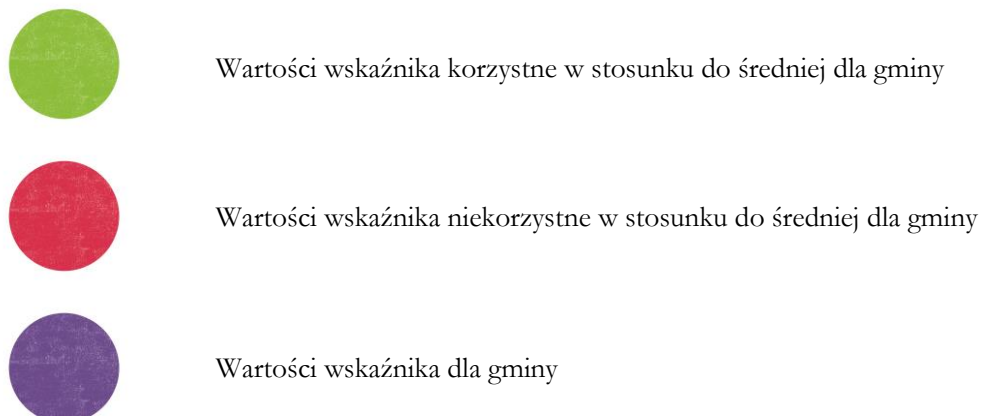 Wartości wskaźnika korzystne w stosunku do średniej dla gminy
Wartości wskaźnika niekorzystne w stosunku do średniej dla gminy
Wartości wskaźnika dla gminy